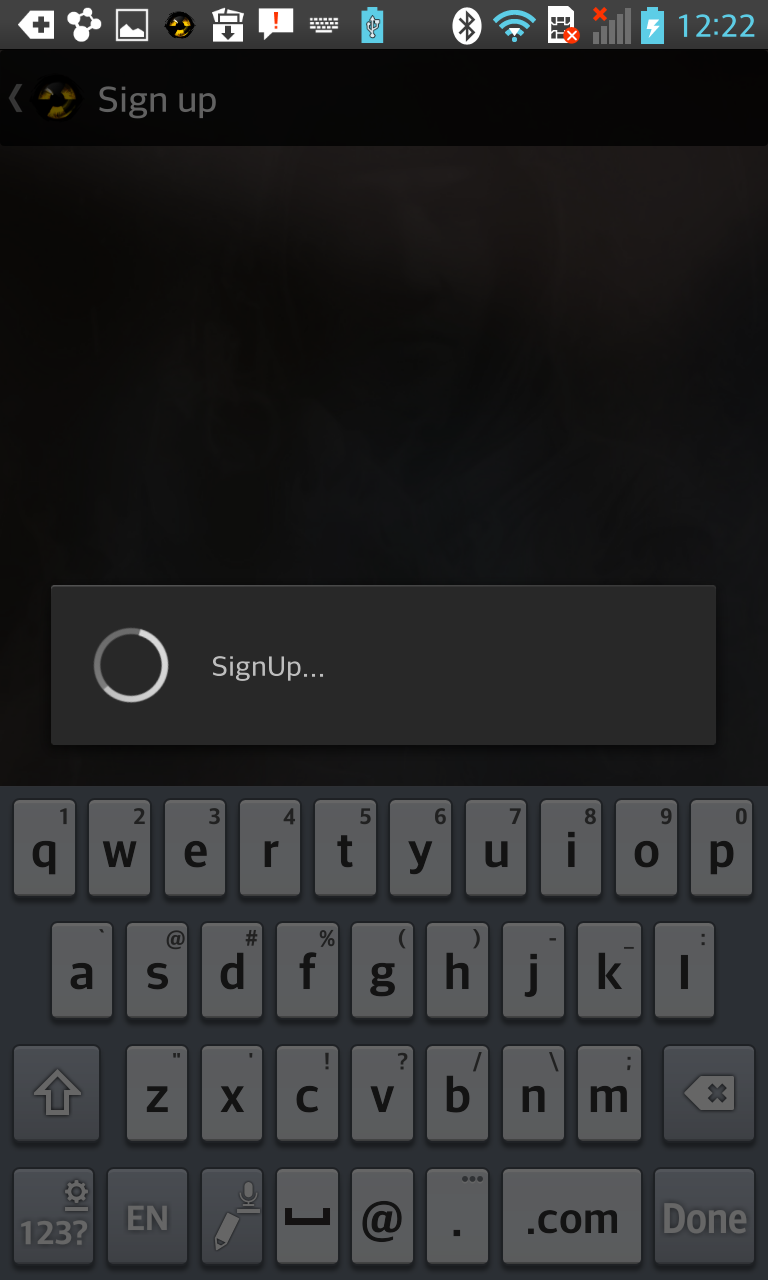 12:22
Sign up
SignUp...
1 2 3 4 5 6 7 8 9 0
q w e r t y u i o p
` @ # % ( ) - _ :
a s d f g h j k l
" ' ! ? / \ ;
z x c v b n m
123? EN @ . .com Done